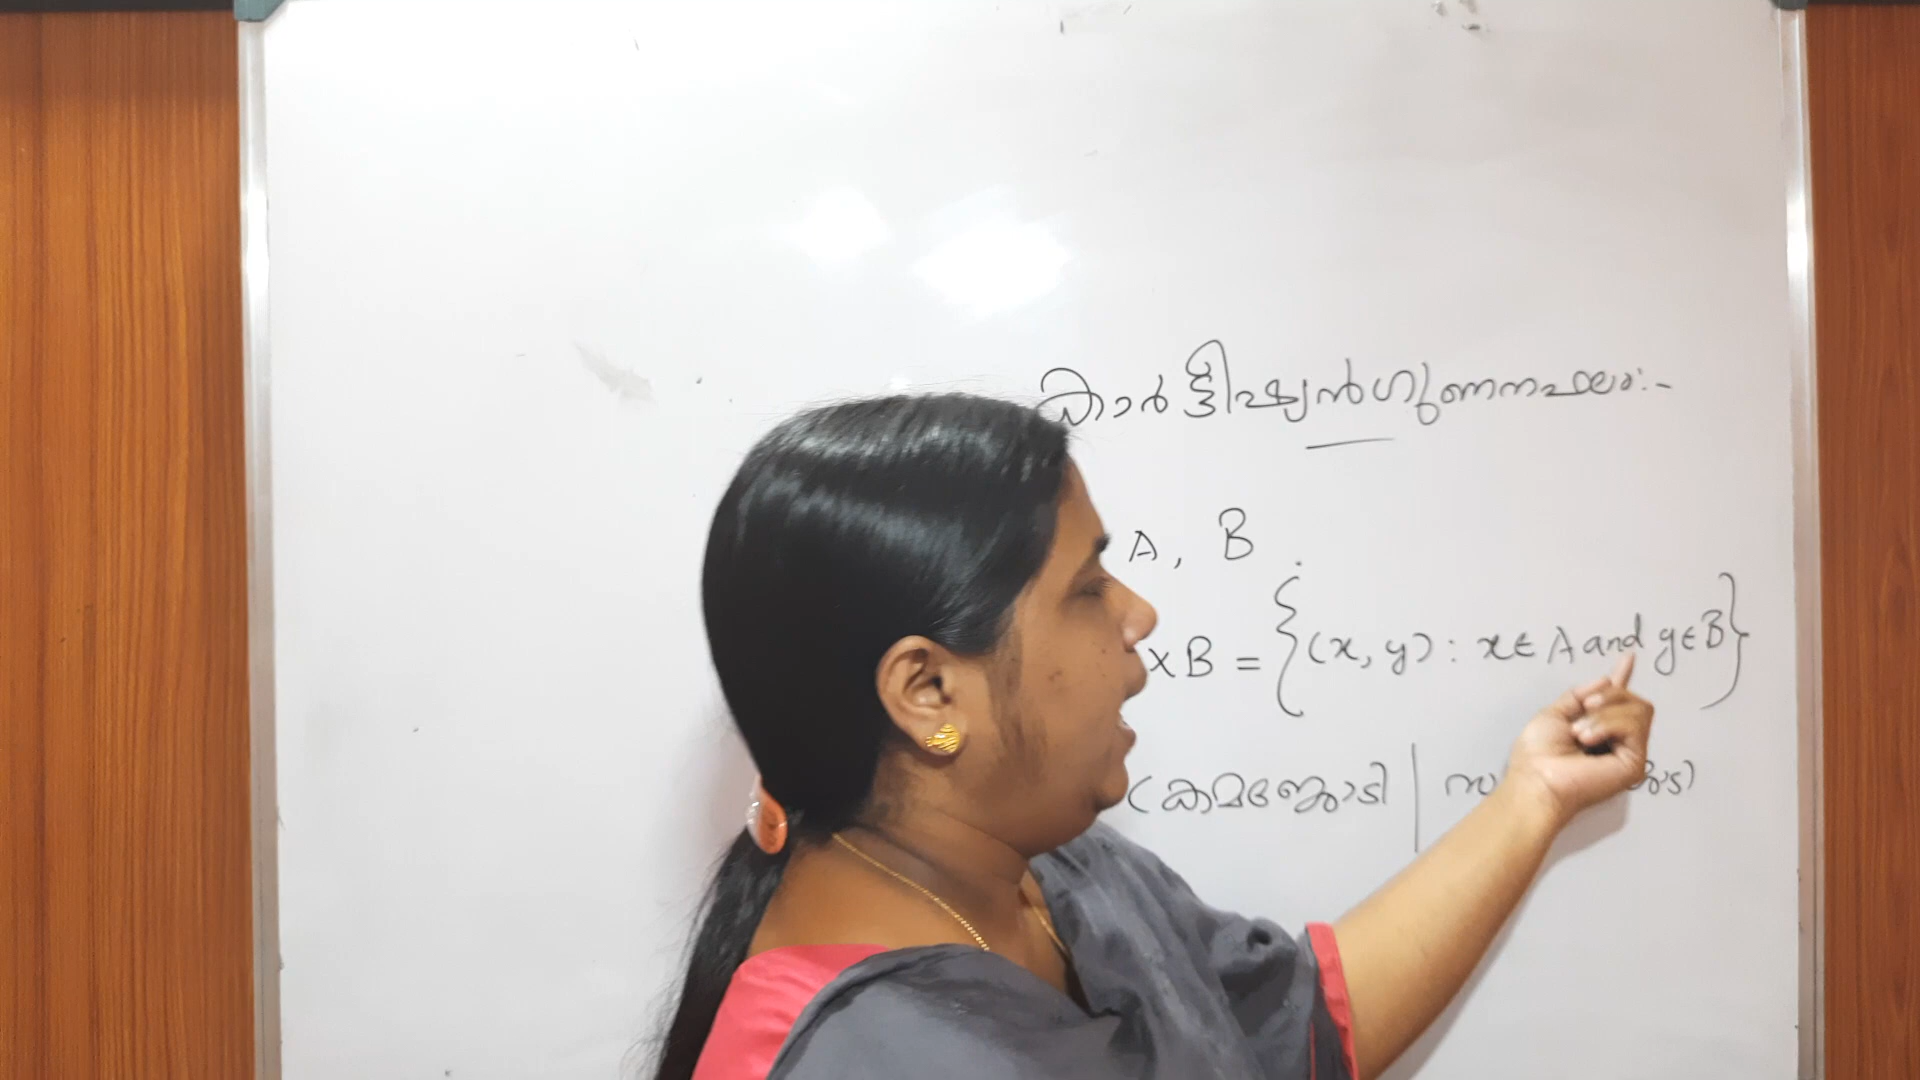 കാർട്ടീഷ്യൻ ഗുണനഫലം:-
A, B
×B = {(x, y) : x∈ A and y∈B}
(ക്രമജോടി |